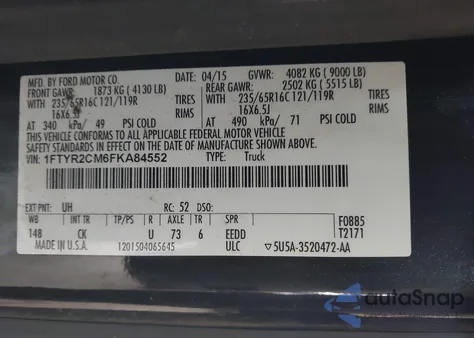 MFD. BY FORD MOTOR CO. 04/15 GVWR: 4082 KG ( 9000 LB)
FRONT GAWR: 1873 KG ( 4130 LB) REAR GAWR: 2502 KG ( 5515 LB)
WITH 235/65R16C 121/119R TIRES WITH 235/65R16C 121/119R TIRES
16X6.5J RIMS 16X6.5J RIMS
AT 340 kPa/ 49 PSI COLD AT 490 kPa/ 71 PSI COLD
THIS VEHICLE CONFORMS TO ALL APPLICABLE FEDERAL MOTOR VEHICLE
SAFETY STANDARDS IN EFFECT ON THE DATE OF MANUFACTURE SHOWN ABOVE.
VIN: 1FTYR2CM6FKA84552 TYPE: Truck
EXT PNT: UH RC: 52 DSO:
WB INT TR TP/PS R AXLE TR SPR F0885
148 CK U 73 6 EEDD T2171
MADE IN U.S.A. 1201504065645 ULC 5U5A-3520472-AA
autoSnap